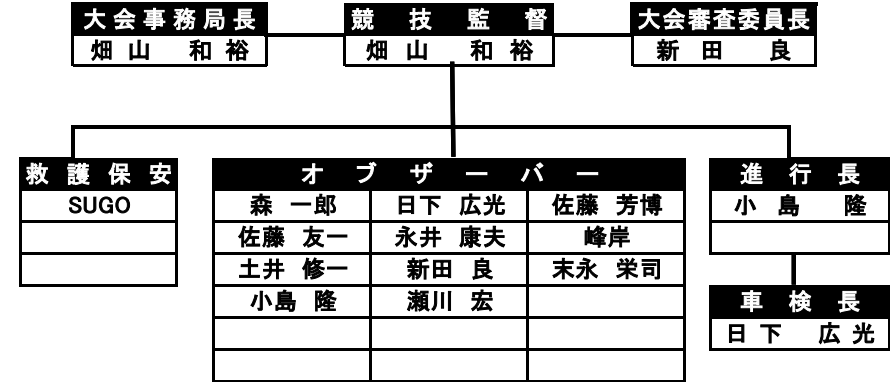 大会事務局長 競技監督 大会審査委員長
畑山 和裕 畑山 和裕 新田 良
救護保安 オブザーバー 進行長
SUGO 森 一郎 日下 広光 佐藤 芳博 小島 隆
佐藤 友一 永井 康夫 峰岸
土井 修一 新田 良 末永 栄司
小島 隆 瀬川 宏
車検長
日下 広光